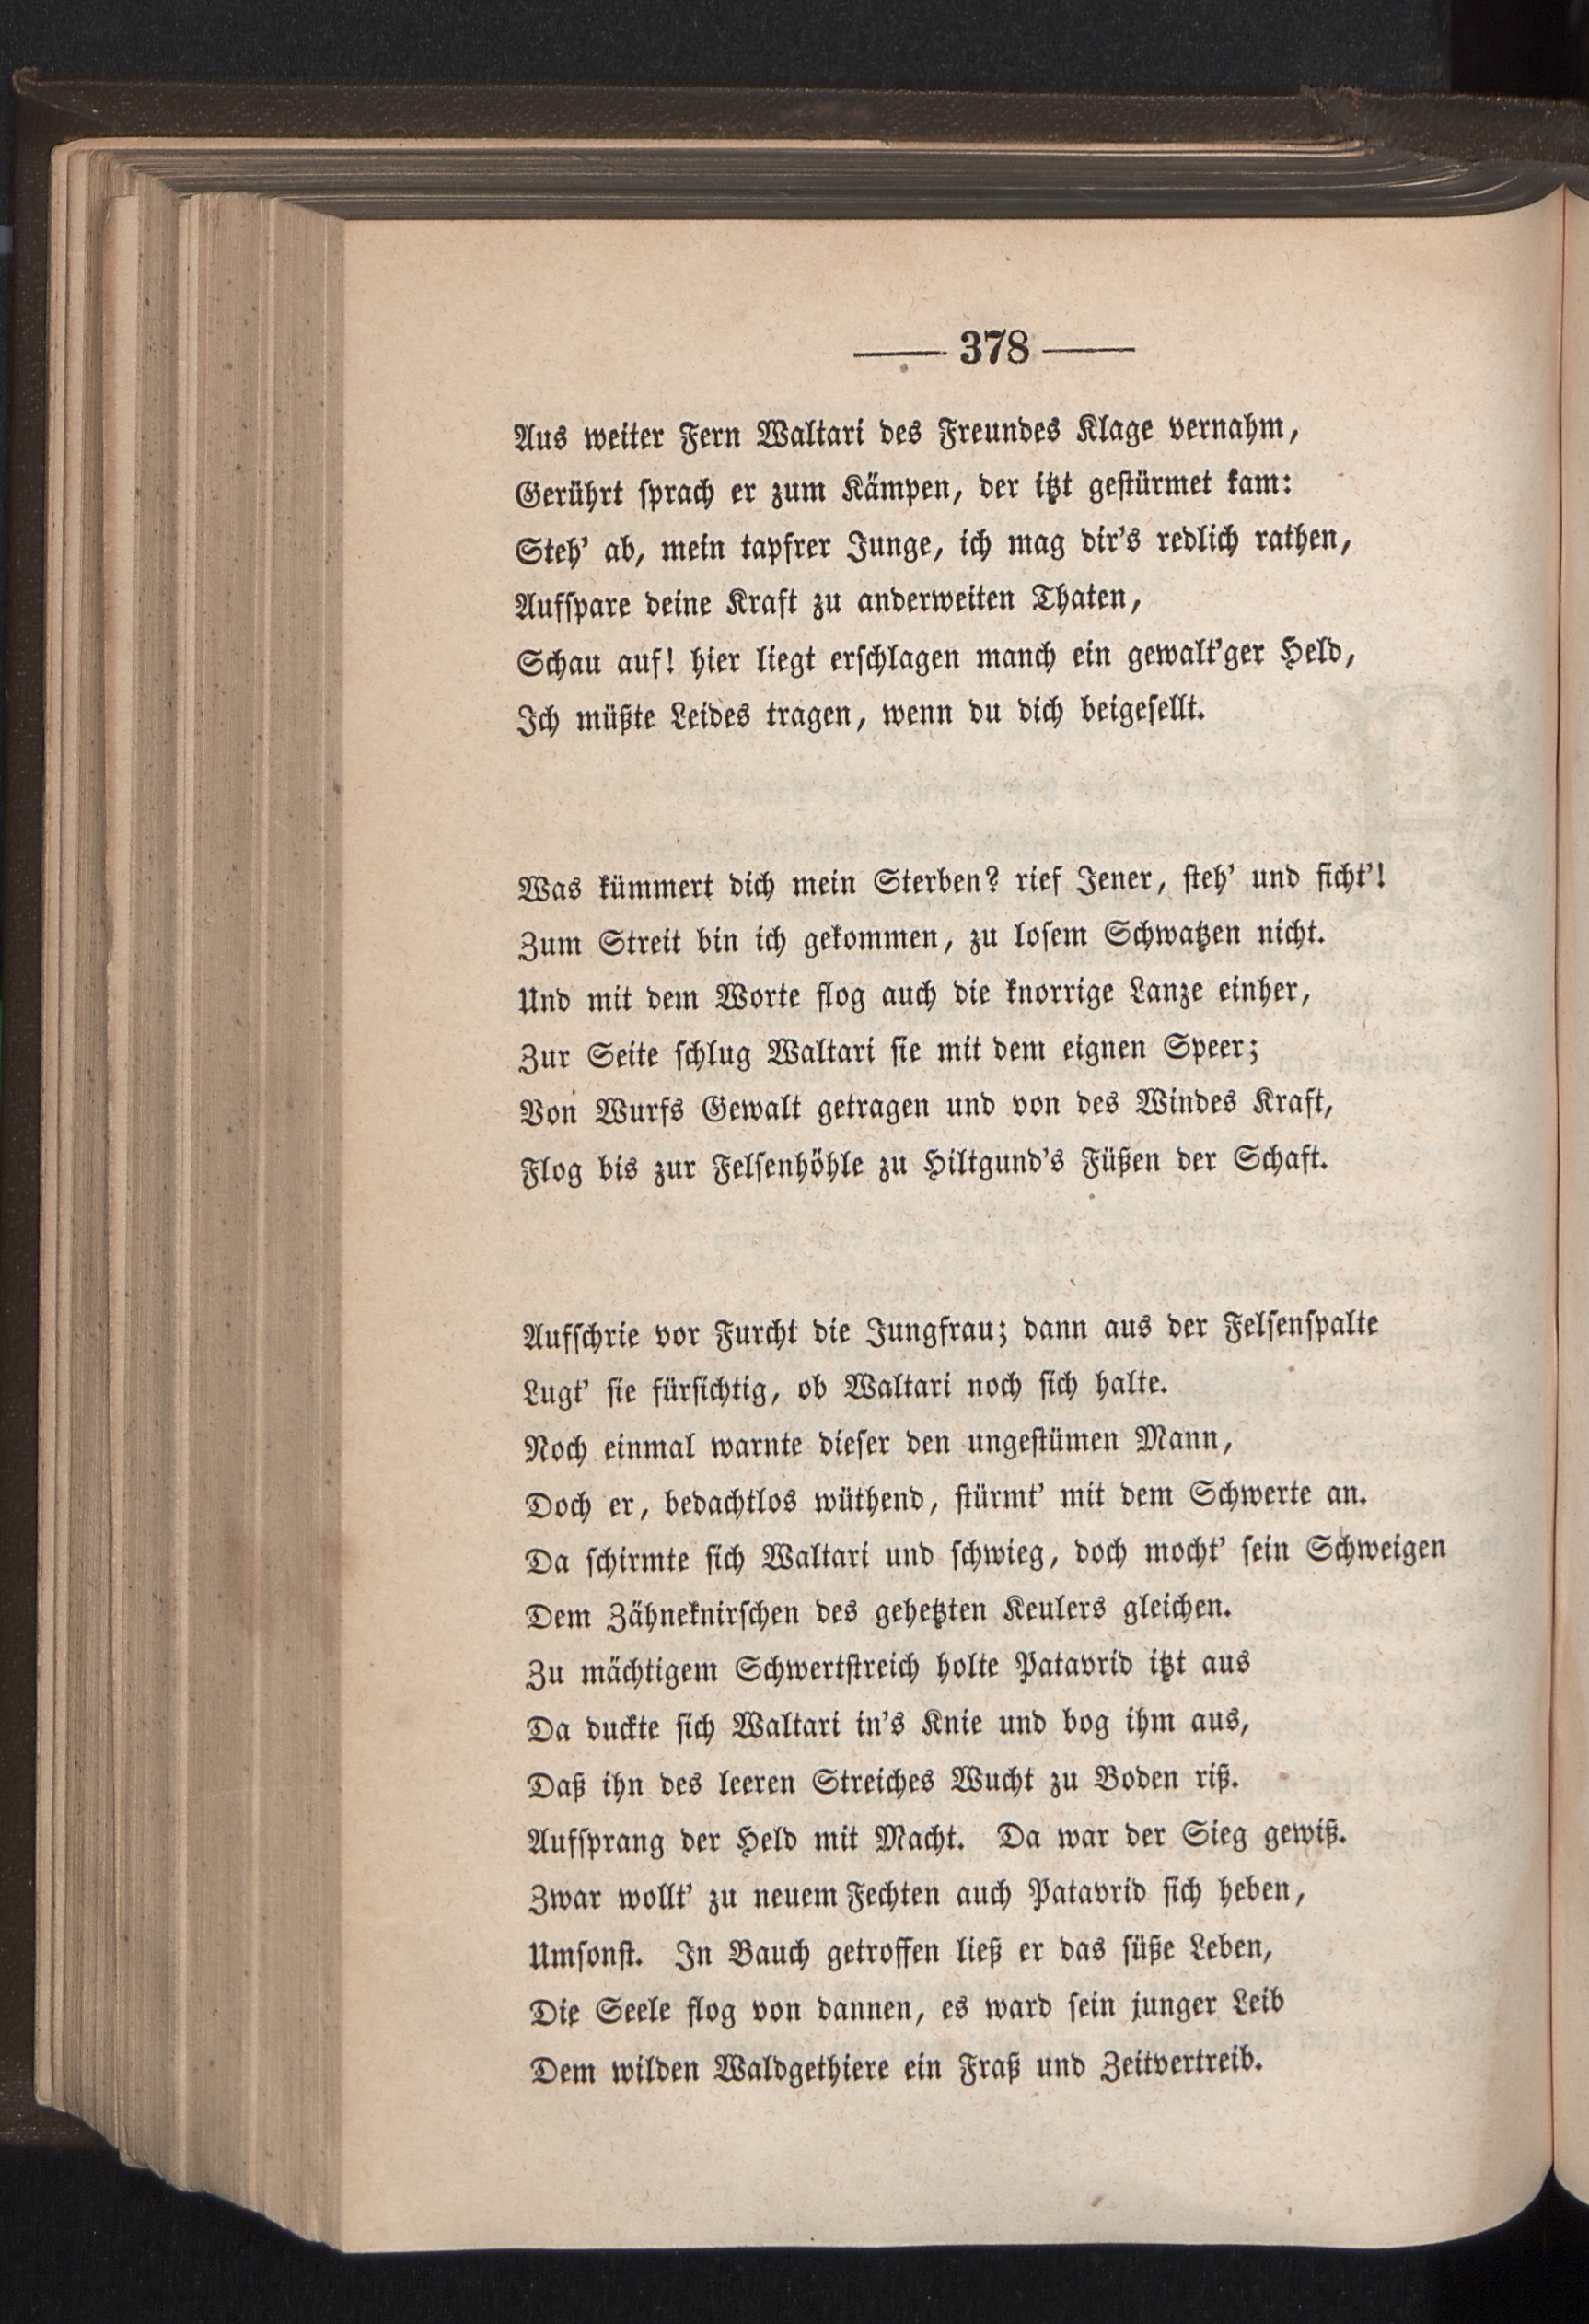 — 378 —
Aus weiter Fern Waltari des Freundes Klage vernahm,
Gerührt sprach er zum Kämpen, der itzt gestürmet kam:
Steh' ab, mein tapfrer Junge, ich mag dir's redlich rathen,
Aufspare deine Kraft zu anderweiten Thaten,
Schau auf! hier liegt erschlagen manch ein gewalt'ger Held,
Ich müßte Leides tragen, wenn du dich beigesellt.
Was kümmert dich mein Sterben? rief Jener, steh' und ficht'!
Zum Streit bin ich gekommen, zu losem Schwatzen nicht.
Und mit dem Worte flog auch die knorrige Lanze einher,
Zur Seite schlug Waltari sie mit dem eignen Speer;
Von Wurfs Gewalt getragen und von des Windes Kraft,
Flog bis zur Felsenhöhle zu Hiltgund's Füßen der Schaft.
Aufschrie vor Furcht die Jungfrau; dann aus der Felsenspalte
Lugt' sie fürsichtig, ob Waltari noch sich halte.
Noch einmal warnte dieser den ungestümen Mann,
Doch er, bedachtlos wüthend, stürmt' mit dem Schwerte an.
Da schirmte sich Waltari und schwieg, doch mocht' sein Schweigen
Dem Zähneknirschen des gehetzten Keulers gleichen.
Zu mächtigem Schwertstreich holte Patavrid itzt aus
Da duckte sich Waltari in's Knie und bog ihm aus,
Daß ihn des leeren Streiches Wucht zu Boden riß.
Aufsprang der Held mit Macht. Da war der Sieg gewiß.
Zwar wollt' zu neuem Fechten auch Patavrid sich heben,
Umsonst. In Bauch getroffen ließ er das süße Leben,
Die Seele flog von dannen, es ward sein junger Leib
Dem wilden Waldgethiere ein Fraß und Zeitvertreib.